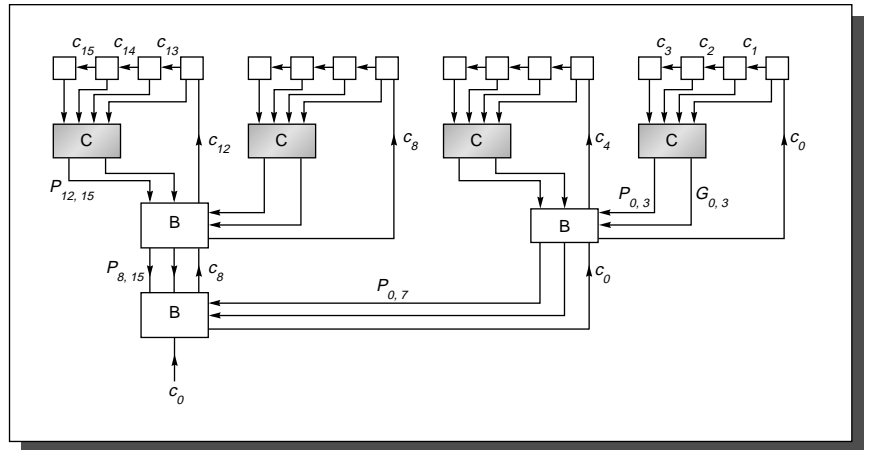 c15 c14 c13 c3 c2 c1
C C C C
c12 c8 c4 c0
P12, 15 P0, 3 G0, 3
B B
P8, 15 c8 P0, 7 c0
B
c0